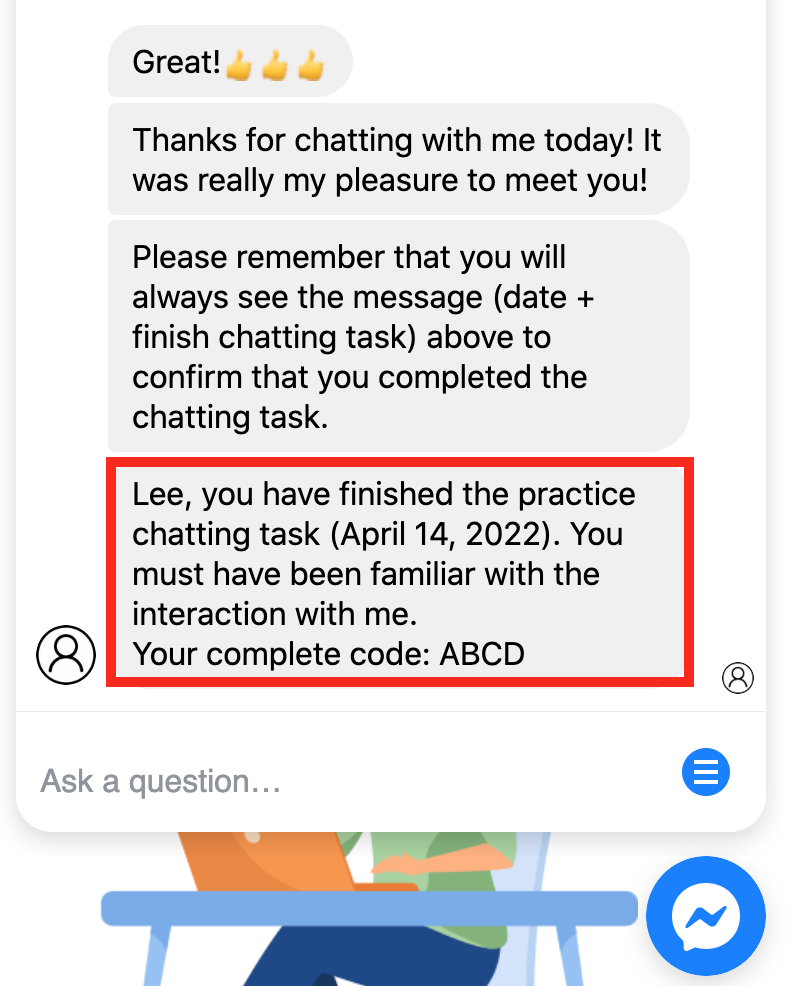 Great!👍👍👍
Thanks for chatting with me today! It
was really my pleasure to meet you!
Please remember that you will
always see the message (date +
finish chatting task) above to
confirm that you completed the
chatting task.
Lee, you have finished the practice
chatting task (April 14, 2022). You
must have been familiar with the
interaction with me.
Your complete code: ABCD
Ask a question...